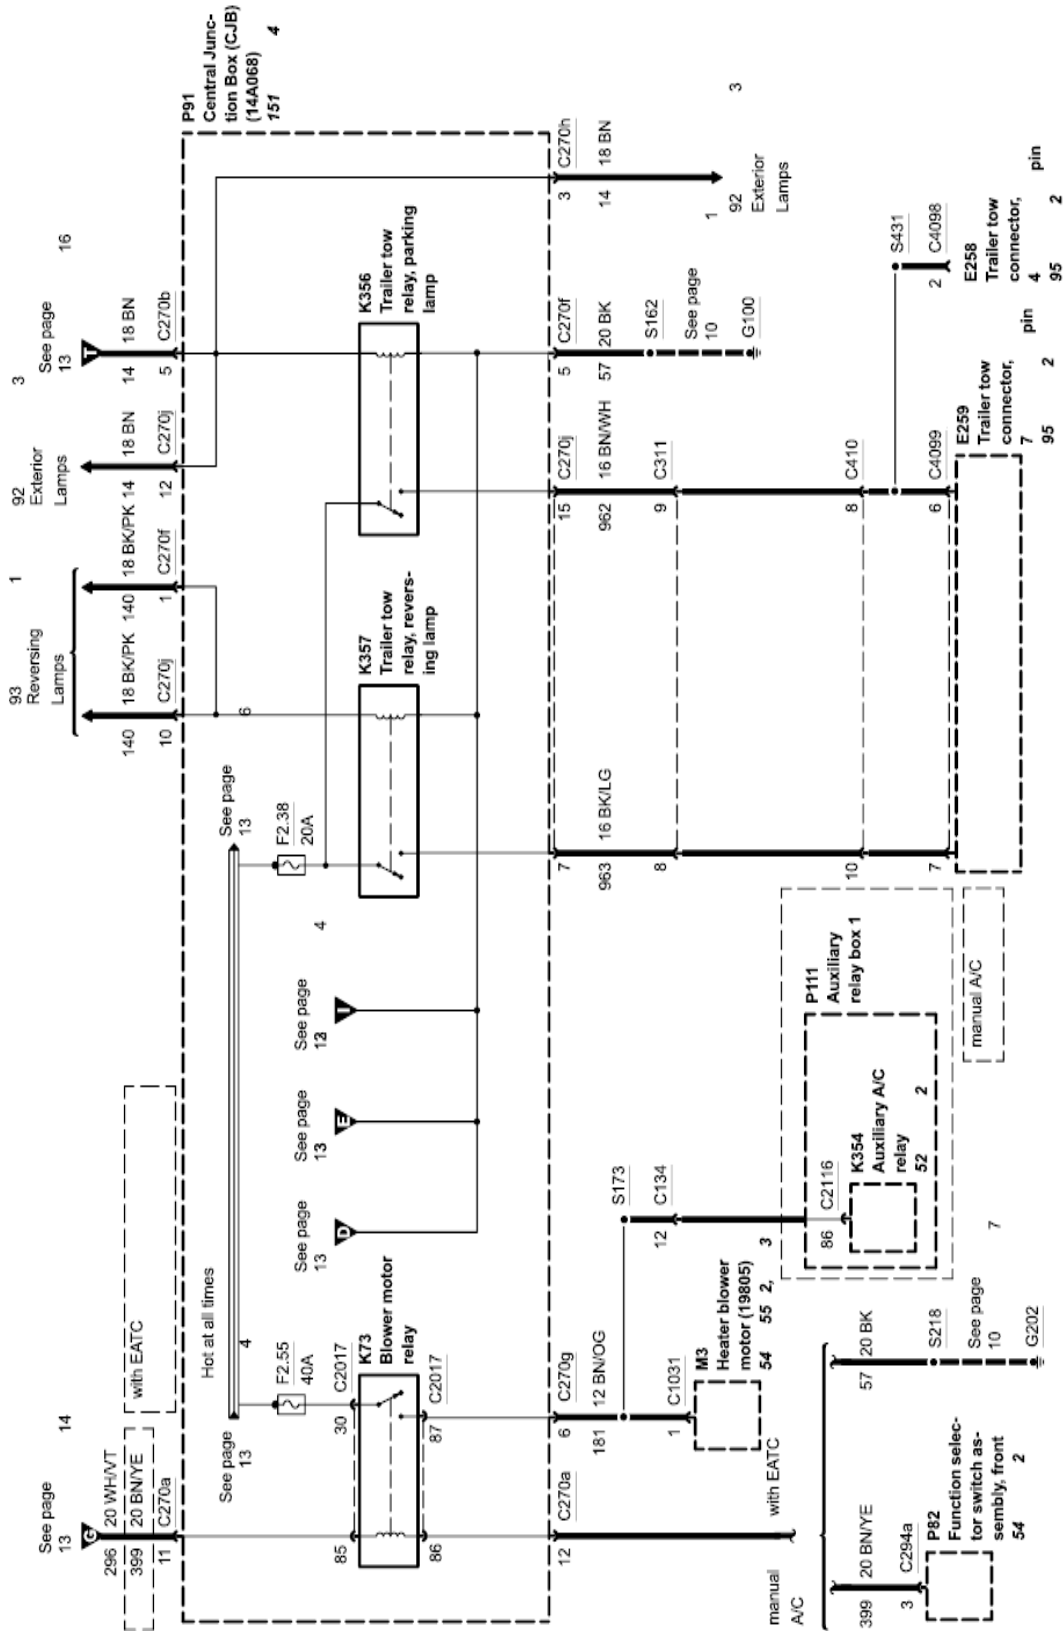 See page
13
G
14
296
20 WH/VT
399
20 BN/YE
11
C270a
with EATC
93
Reversing
Lamps
1
140
18 BK/PK
10
C270j
140
18 BK/PK
1
C270f
92
Exterior
Lamps
3
14
18 BN
12
C270j
See page
13
T
16
14
18 BN
5
C270b
P91
Central Junc-
tion Box (CJB)
(14A068)
151
4
See page
13
Hot at all times
4
See page
13
6
F2.55
40A
F2.38
20A
See page
13
D
See page
13
E
See page
I
4
30
C2017
K73
Blower motor
relay
85
86
87
C2017
K357
Trailer tow
relay, revers-
ing lamp
K356
Trailer tow
relay, parking
lamp
12
C270a
6
C270g
181
12 BN/OG
7
963
16 BK/LG
15
C270j
962
16 BN/WH
5
C270f
57
20 BK
3
C270h
14
18 BN
S162
See page
10
G100
1
92
Exterior
Lamps
3
S173
12
C134
1
C1031
M3
Heater blower
motor (19805)
54
55
2,
3
8
9
C311
10
8
C410
7
6
C4099
S431
2
C4098
E258
Trailer tow
connector,
4
pin
95
2
E259
Trailer tow
connector,
7
pin
95
2
P111
Auxiliary
relay box 1
86
C2116
K354
Auxiliary A/C
relay
52
2
manual A/C
7
manual
A/C
with EATC
399
20 BN/YE
3
C294a
P82
Function selec-
tor switch as-
sembly, front
54
2
57
20 BK
S218
See page
10
G202